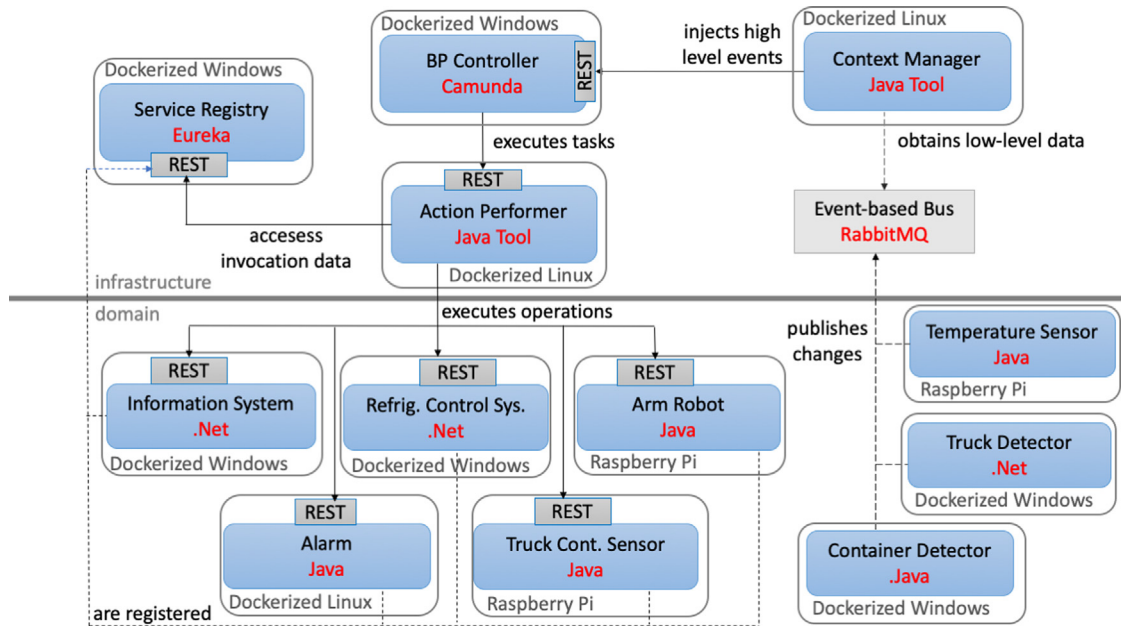 Dockerized Windows
BP Controller
Camunda
REST
injects high
level events
Dockerized Linux
Context Manager
Java Tool
Dockerized Windows
Service Registry
Eureka
REST
executes tasks
obtains low-level data
REST
Action Performer
Java Tool
Dockerized Linux
accesess
invocation data
Event-based Bus
RabbitMQ
infrastructure
domain
executes operations
publishes
changes
REST
Information System
.Net
Dockerized Windows
REST
Refrig. Control Sys.
.Net
Dockerized Windows
REST
Arm Robot
Java
Raspberry Pi
Temperature Sensor
Java
Raspberry Pi
Truck Detector
.Net
Dockerized Windows
REST
Alarm
Java
Dockerized Linux
REST
Truck Cont. Sensor
Java
Raspberry Pi
Container Detector
.Java
Dockerized Windows
are registered